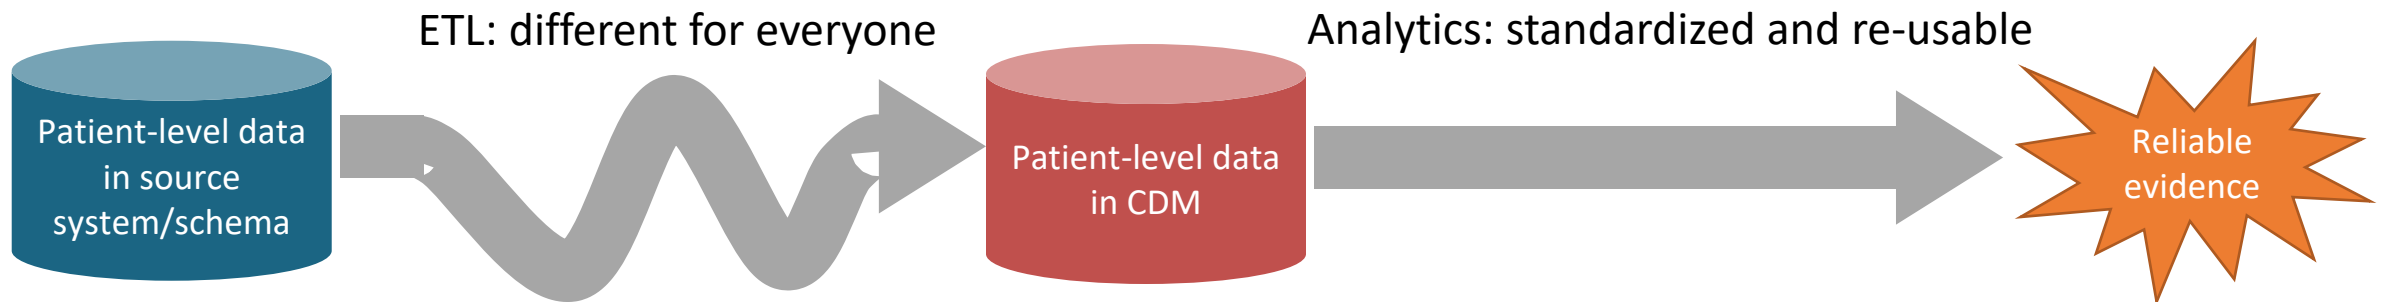 ETL: different for everyone
Analytics: standardized and re-usable
Patient-level data
in source
system/schema
Patient-level data
in CDM
Reliable
evidence